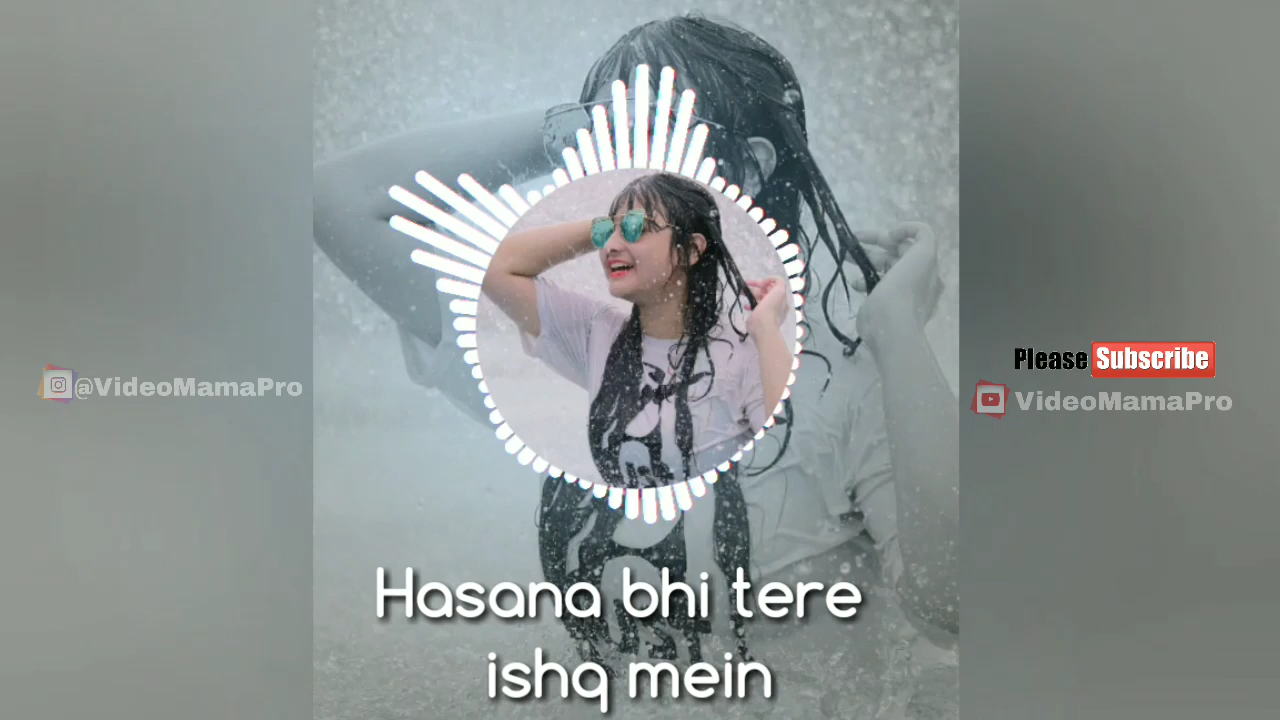 @VideoMamaPro
Please Subscribe
VideoMamaPro
Hasana bhi tere
ishq mein